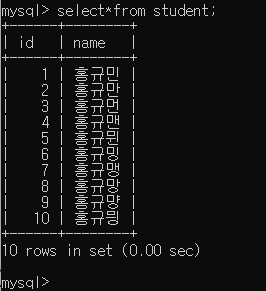 mysql> select*from student;
+------+--------+
| id   | name   |
+------+--------+
|    1 | 홍규민 |
|    2 | 홍규만 |
|    3 | 홍규먼 |
|    4 | 홍규맨 |
|    5 | 홍규뮌 |
|    6 | 홍규밍 |
|    7 | 홍규맹 |
|    8 | 홍규망 |
|    9 | 홍규먕 |
|   10 | 홍규믱 |
+------+--------+
10 rows in set (0.00 sec)
mysql>